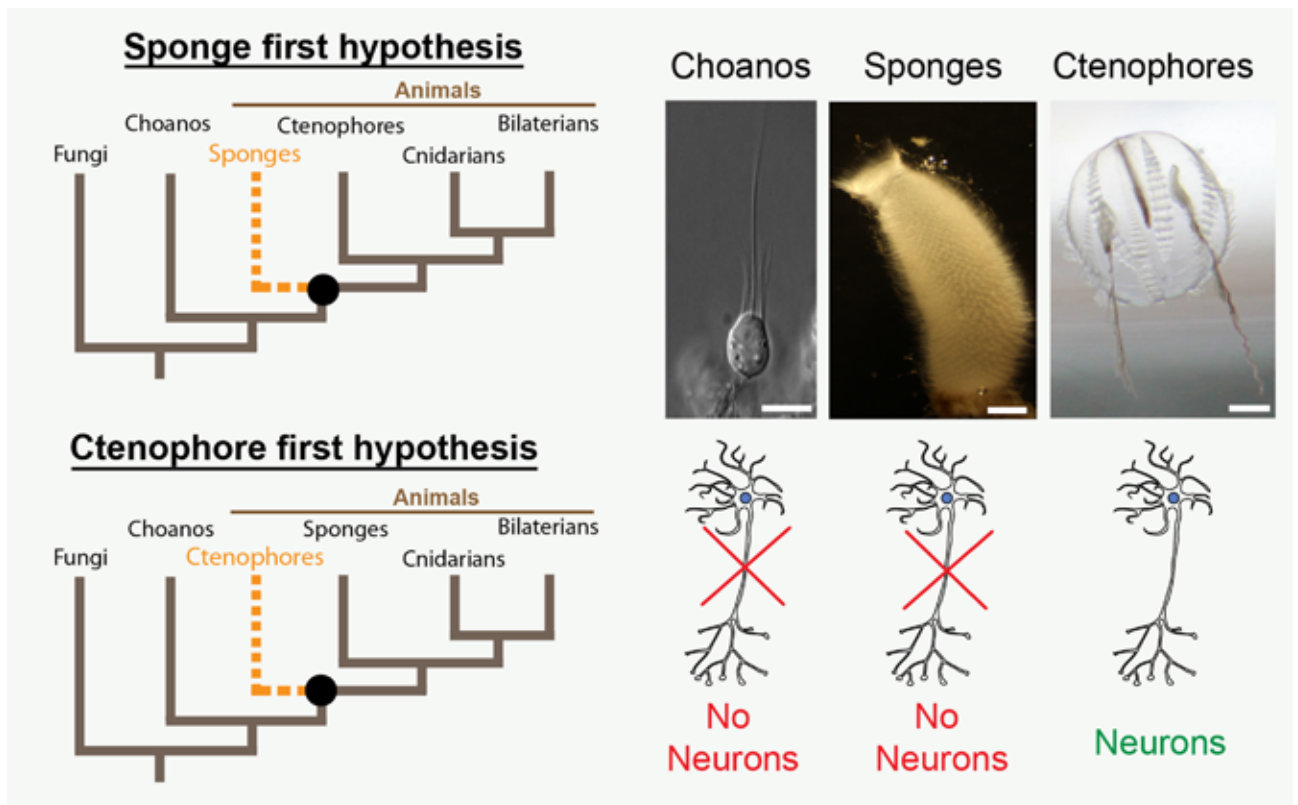 Sponge first hypothesis
Animals
Choanos
Ctenophores
Bilaterians
Fungi
Sponges
Cnidarians
Ctenophore first hypothesis
Animals
Choanos
Sponges
Bilaterians
Fungi
Ctenophores
Cnidarians
Choanos
Sponges
Ctenophores
No
Neurons
No
Neurons
Neurons